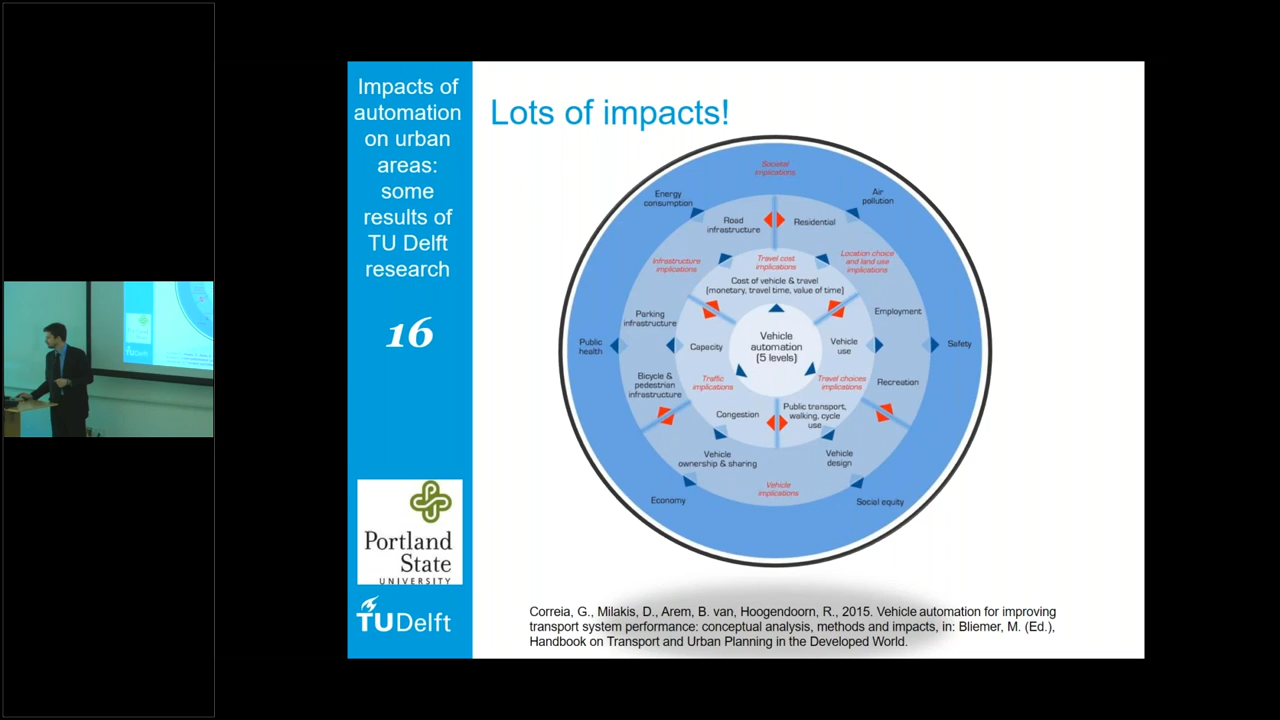 Impacts of
automation
on urban
areas:
some
results of
TU Delft
research
16
Portland
State
UNIVERSITY
TUDelft
Lots of impacts!
Societal
implications
Energy
consumption
Air
pollution
Road
infrastructure
Residential
Infrastructure
implications
Travel cost
implications
Location choice
and land use
implications
Cost of vehicle & travel
(monetary, travel time, value of time)
Parking
infrastructure
Employment
Public
health
Capacity
Vehicle
automation
(5 levels)
Vehicle
use
Safety
Bicycle &
pedestrian
infrastructure
Traffic
implications
Travel choices
implications
Recreation
Congestion
Public transport,
walking, cycle
use
Vehicle
ownership & sharing
Vehicle
design
Economy
Vehicle
implications
Social equity
Correia, G., Milakis, D., Arem, B. van, Hoogendoorn, R., 2015. Vehicle automation for improving
transport system performance: conceptual analysis, methods and impacts, in: Bliemer, M. (Ed.),
Handbook on Transport and Urban Planning in the Developed World.